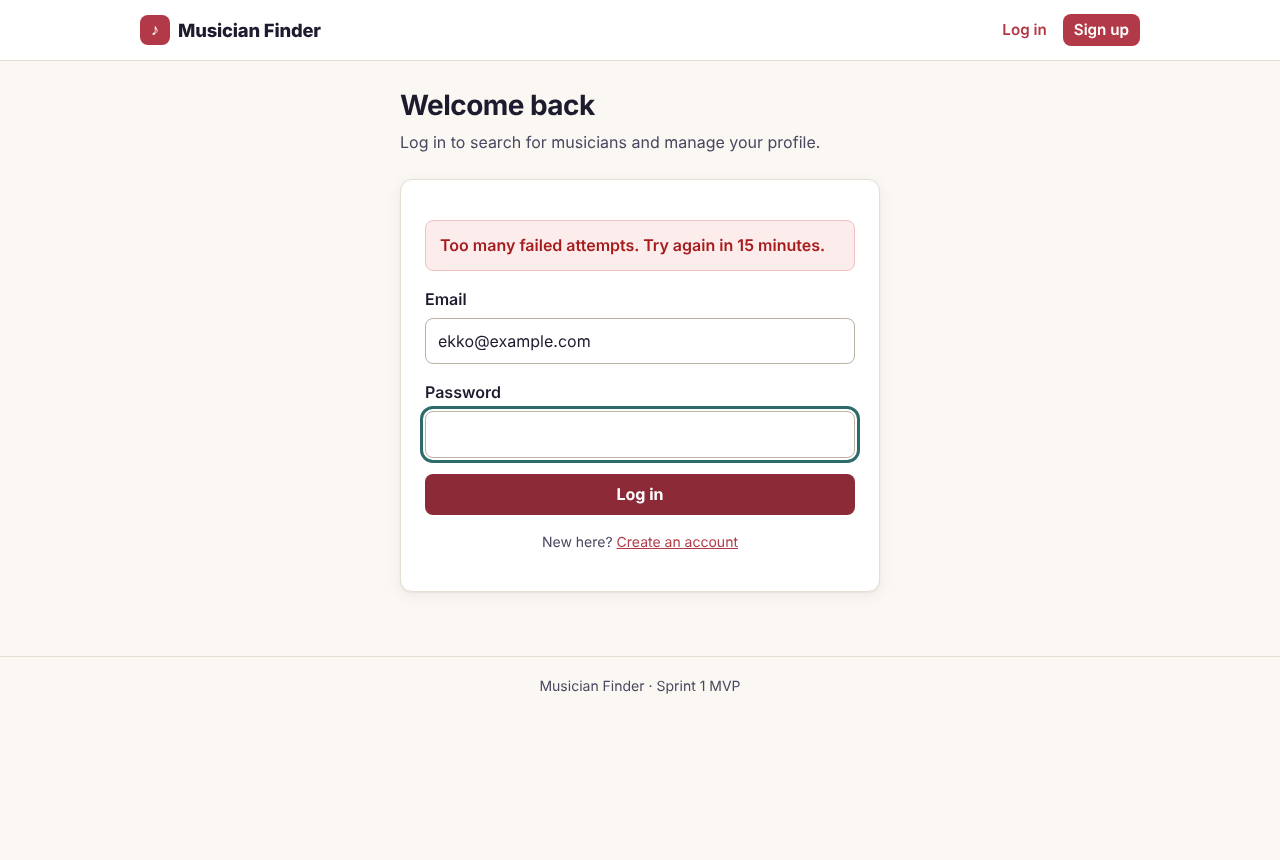 ♪ Musician Finder
Log in
Sign up
Welcome back
Log in to search for musicians and manage your profile.
Too many failed attempts. Try again in 15 minutes.
Email
ekko@example.com
Password
Log in
New here? Create an account
Musician Finder · Sprint 1 MVP